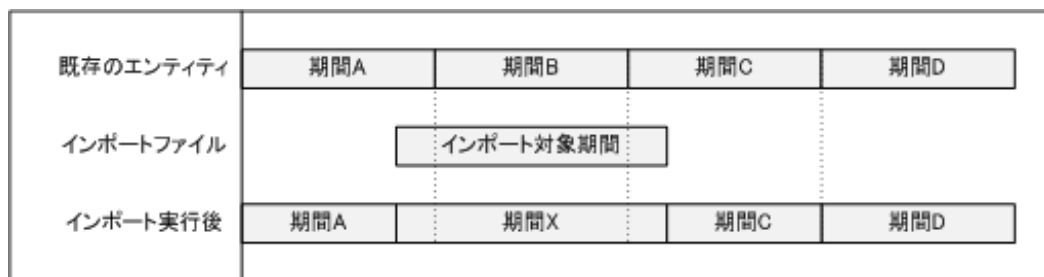 既存のエンティティ 期間A 期間B 期間C 期間D
インポートファイル インポート対象期間
インポート実行後 期間A 期間X 期間C 期間D